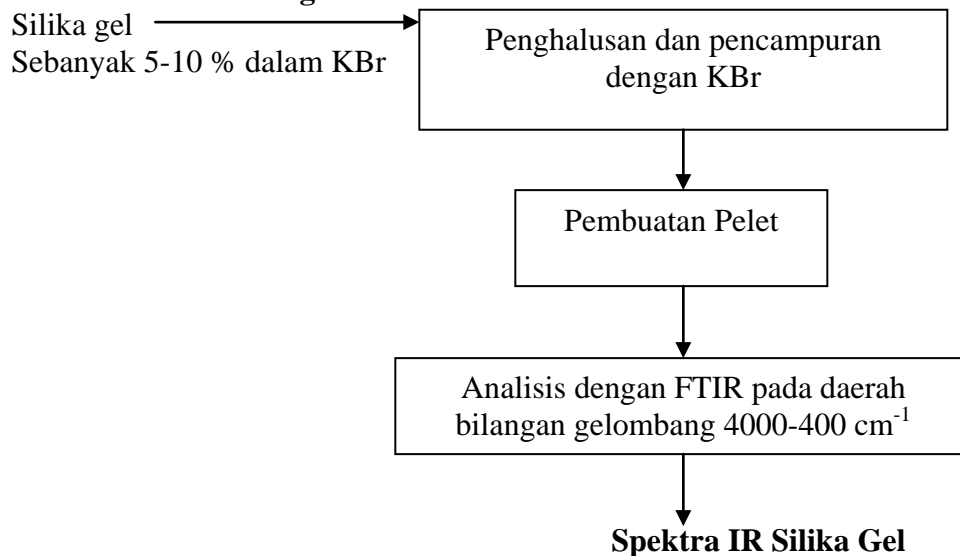 Silika gel
Sebanyak 5-10 % dalam KBr
Penghalusan dan pencampuran
dengan KBr
Pembuatan Pelet
Analisis dengan FTIR pada daerah
bilangan gelombang 4000-400 cm⁻¹
Spektra IR Silika Gel